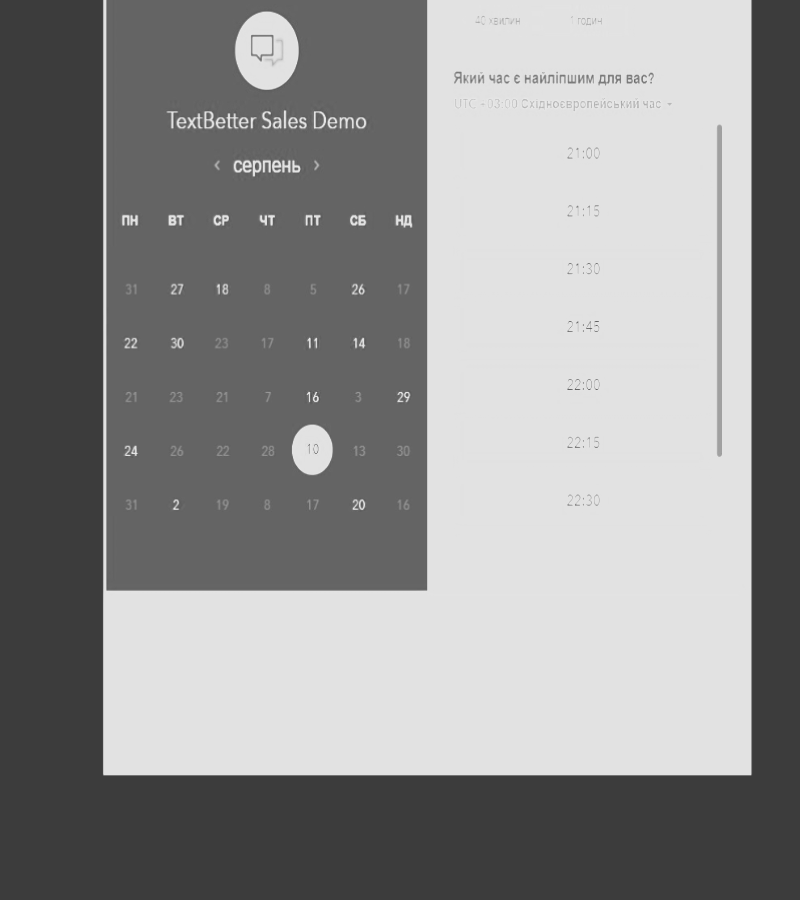 TextBetter Sales Demo
‹ серпень ›
ПН ВТ СР ЧТ ПТ СБ НД
31 27 18 8 5 26 17
22 30 23 17 11 14 18
21 23 21 7 16 3 29
24 26 22 28 10 13 30
31 2 19 8 17 20 16
40 хвилин 1 годин
Який час є найліпшим для вас?
UTC +03:00 Східноєвропейський час
21:00
21:15
21:30
21:45
22:00
22:15
22:30